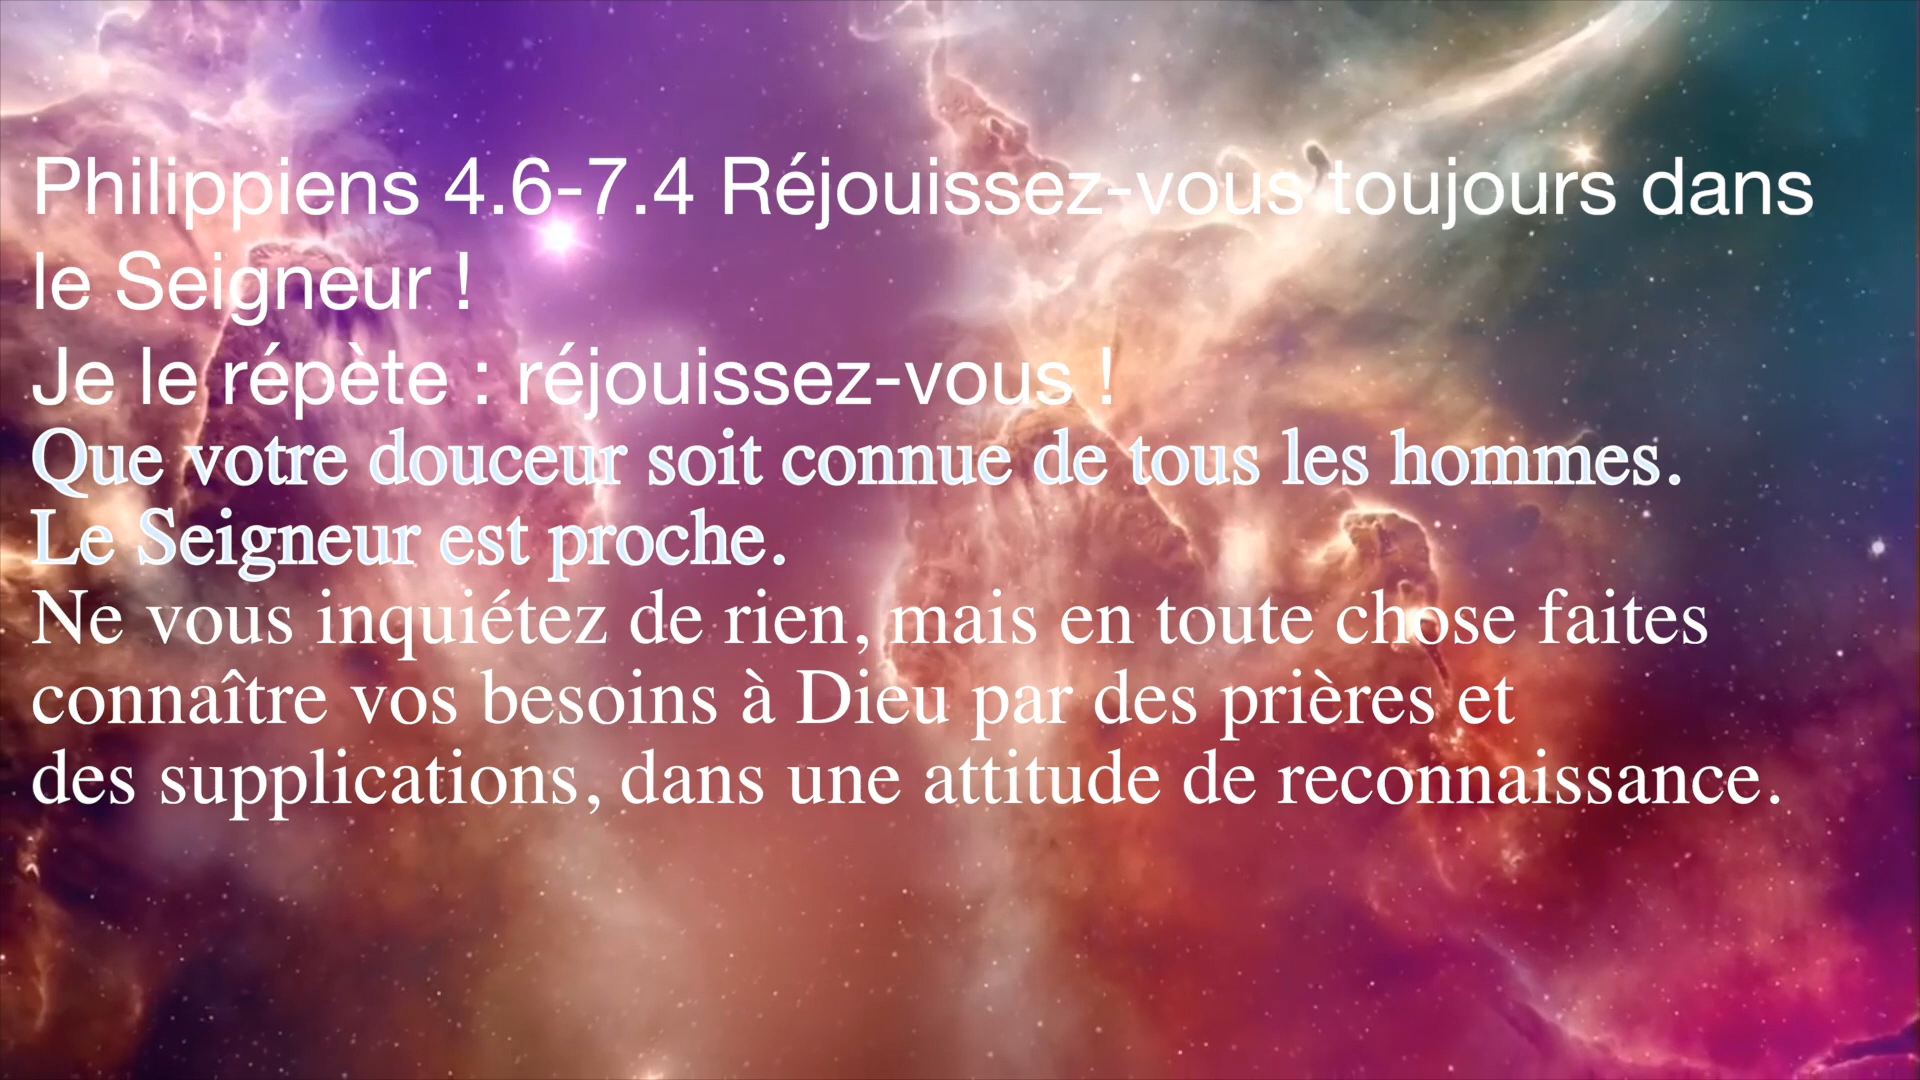 Philippiens 4.6-7.4 Réjouissez-vous toujours dans
le Seigneur !
Je le répète : réjouissez-vous !
Que votre douceur soit connue de tous les hommes.
Le Seigneur est proche.
Ne vous inquiétez de rien, mais en toute chose faites
connaître vos besoins à Dieu par des prières et
des supplications, dans une attitude de reconnaissance.